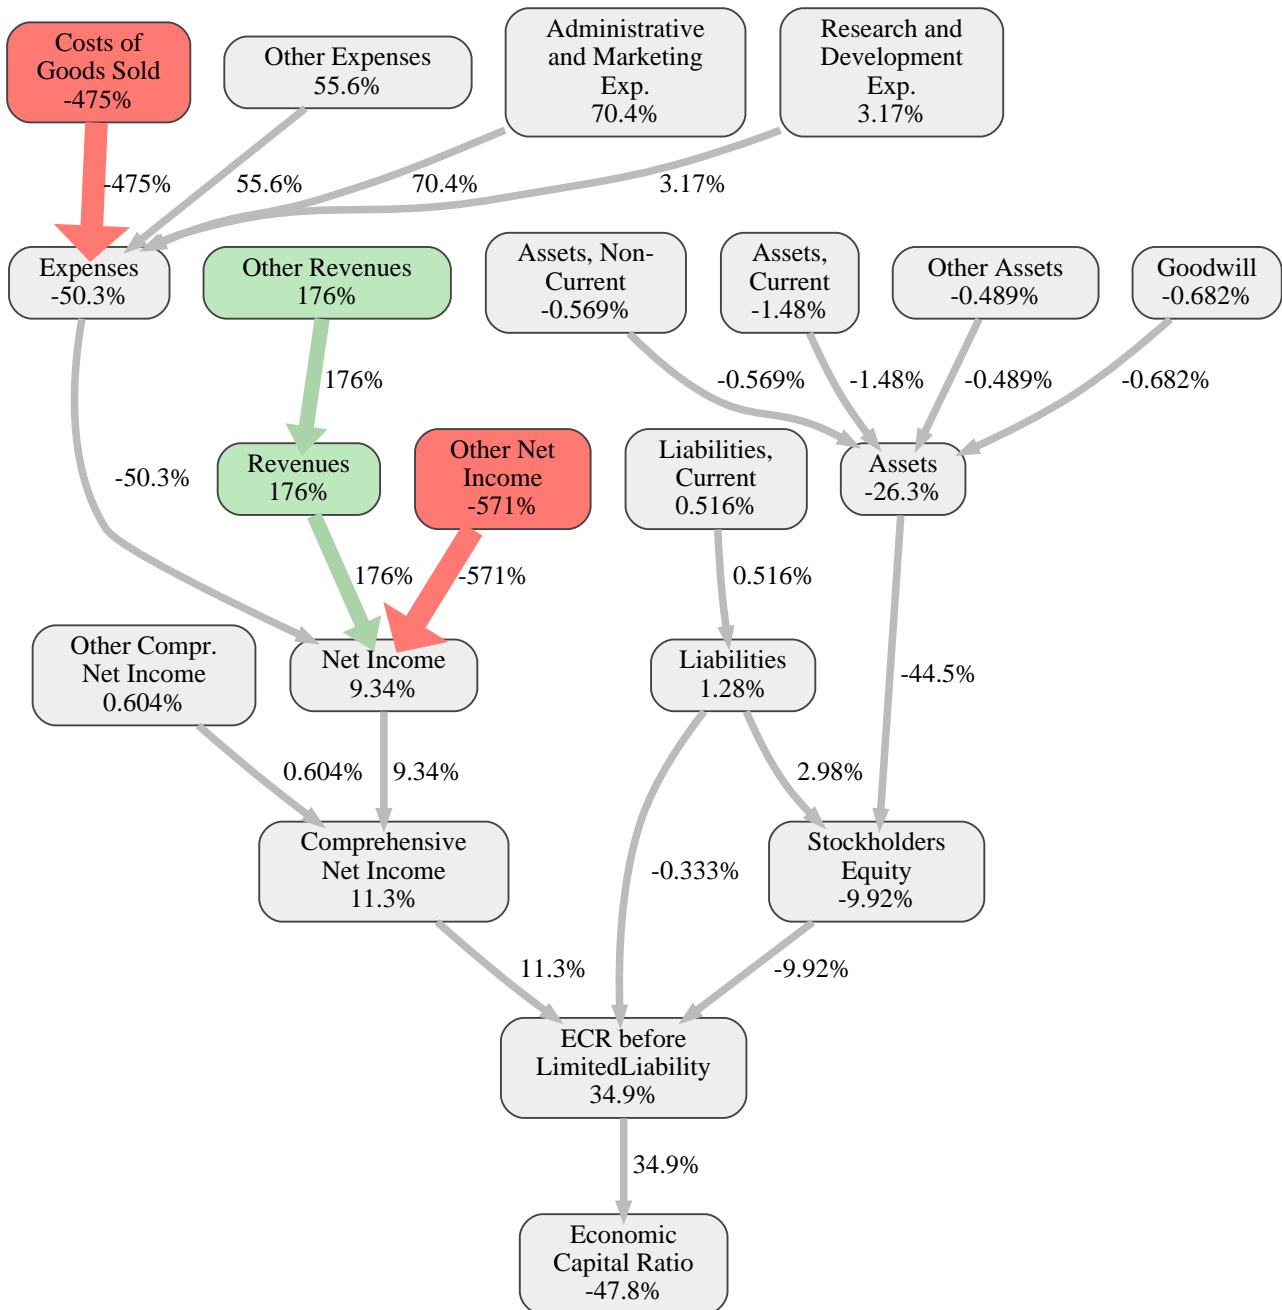 Costs of
Goods Sold
-475%
Other Expenses
55.6%
Administrative
and Marketing
Exp.
70.4%
Research and
Development
Exp.
3.17%
-475%
55.6%
70.4%
3.17%
Expenses
-50.3%
Other Revenues
176%
Assets, Non-
Current
-0.569%
Assets,
Current
-1.48%
Other Assets
-0.489%
Goodwill
-0.682%
176%
-0.569%
-1.48%
-0.489%
-0.682%
-50.3%
Revenues
176%
Other Net
Income
-571%
Liabilities,
Current
0.516%
Assets
-26.3%
176%
-571%
0.516%
Other Compr.
Net Income
0.604%
Net Income
9.34%
Liabilities
1.28%
-44.5%
0.604%
9.34%
2.98%
Comprehensive
Net Income
11.3%
-0.333%
Stockholders
Equity
-9.92%
11.3%
-9.92%
ECR before
LimitedLiability
34.9%
34.9%
Economic
Capital Ratio
-47.8%